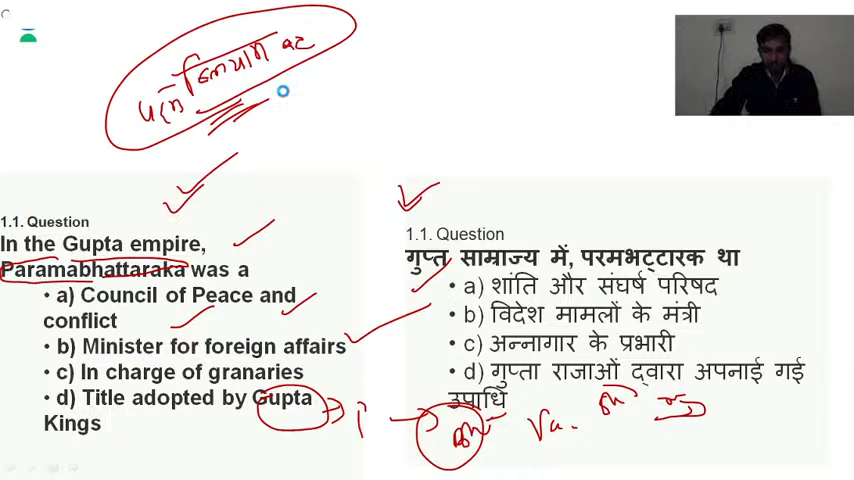 1.1. Question
In the Gupta empire,
Paramabhattaraka was a
• a) Council of Peace and
conflict
• b) Minister for foreign affairs
• c) In charge of granaries
• d) Title adopted by Gupta
Kings
1.1. Question
गुप्त साम्राज्य में, परमभट्टारक था
• a) शांति और संघर्ष परिषद
• b) विदेश मामलों के मंत्री
• c) अन्नागार के प्रभारी
• d) गुप्ता राजाओं द्वारा अपनाई गई
उपाधि